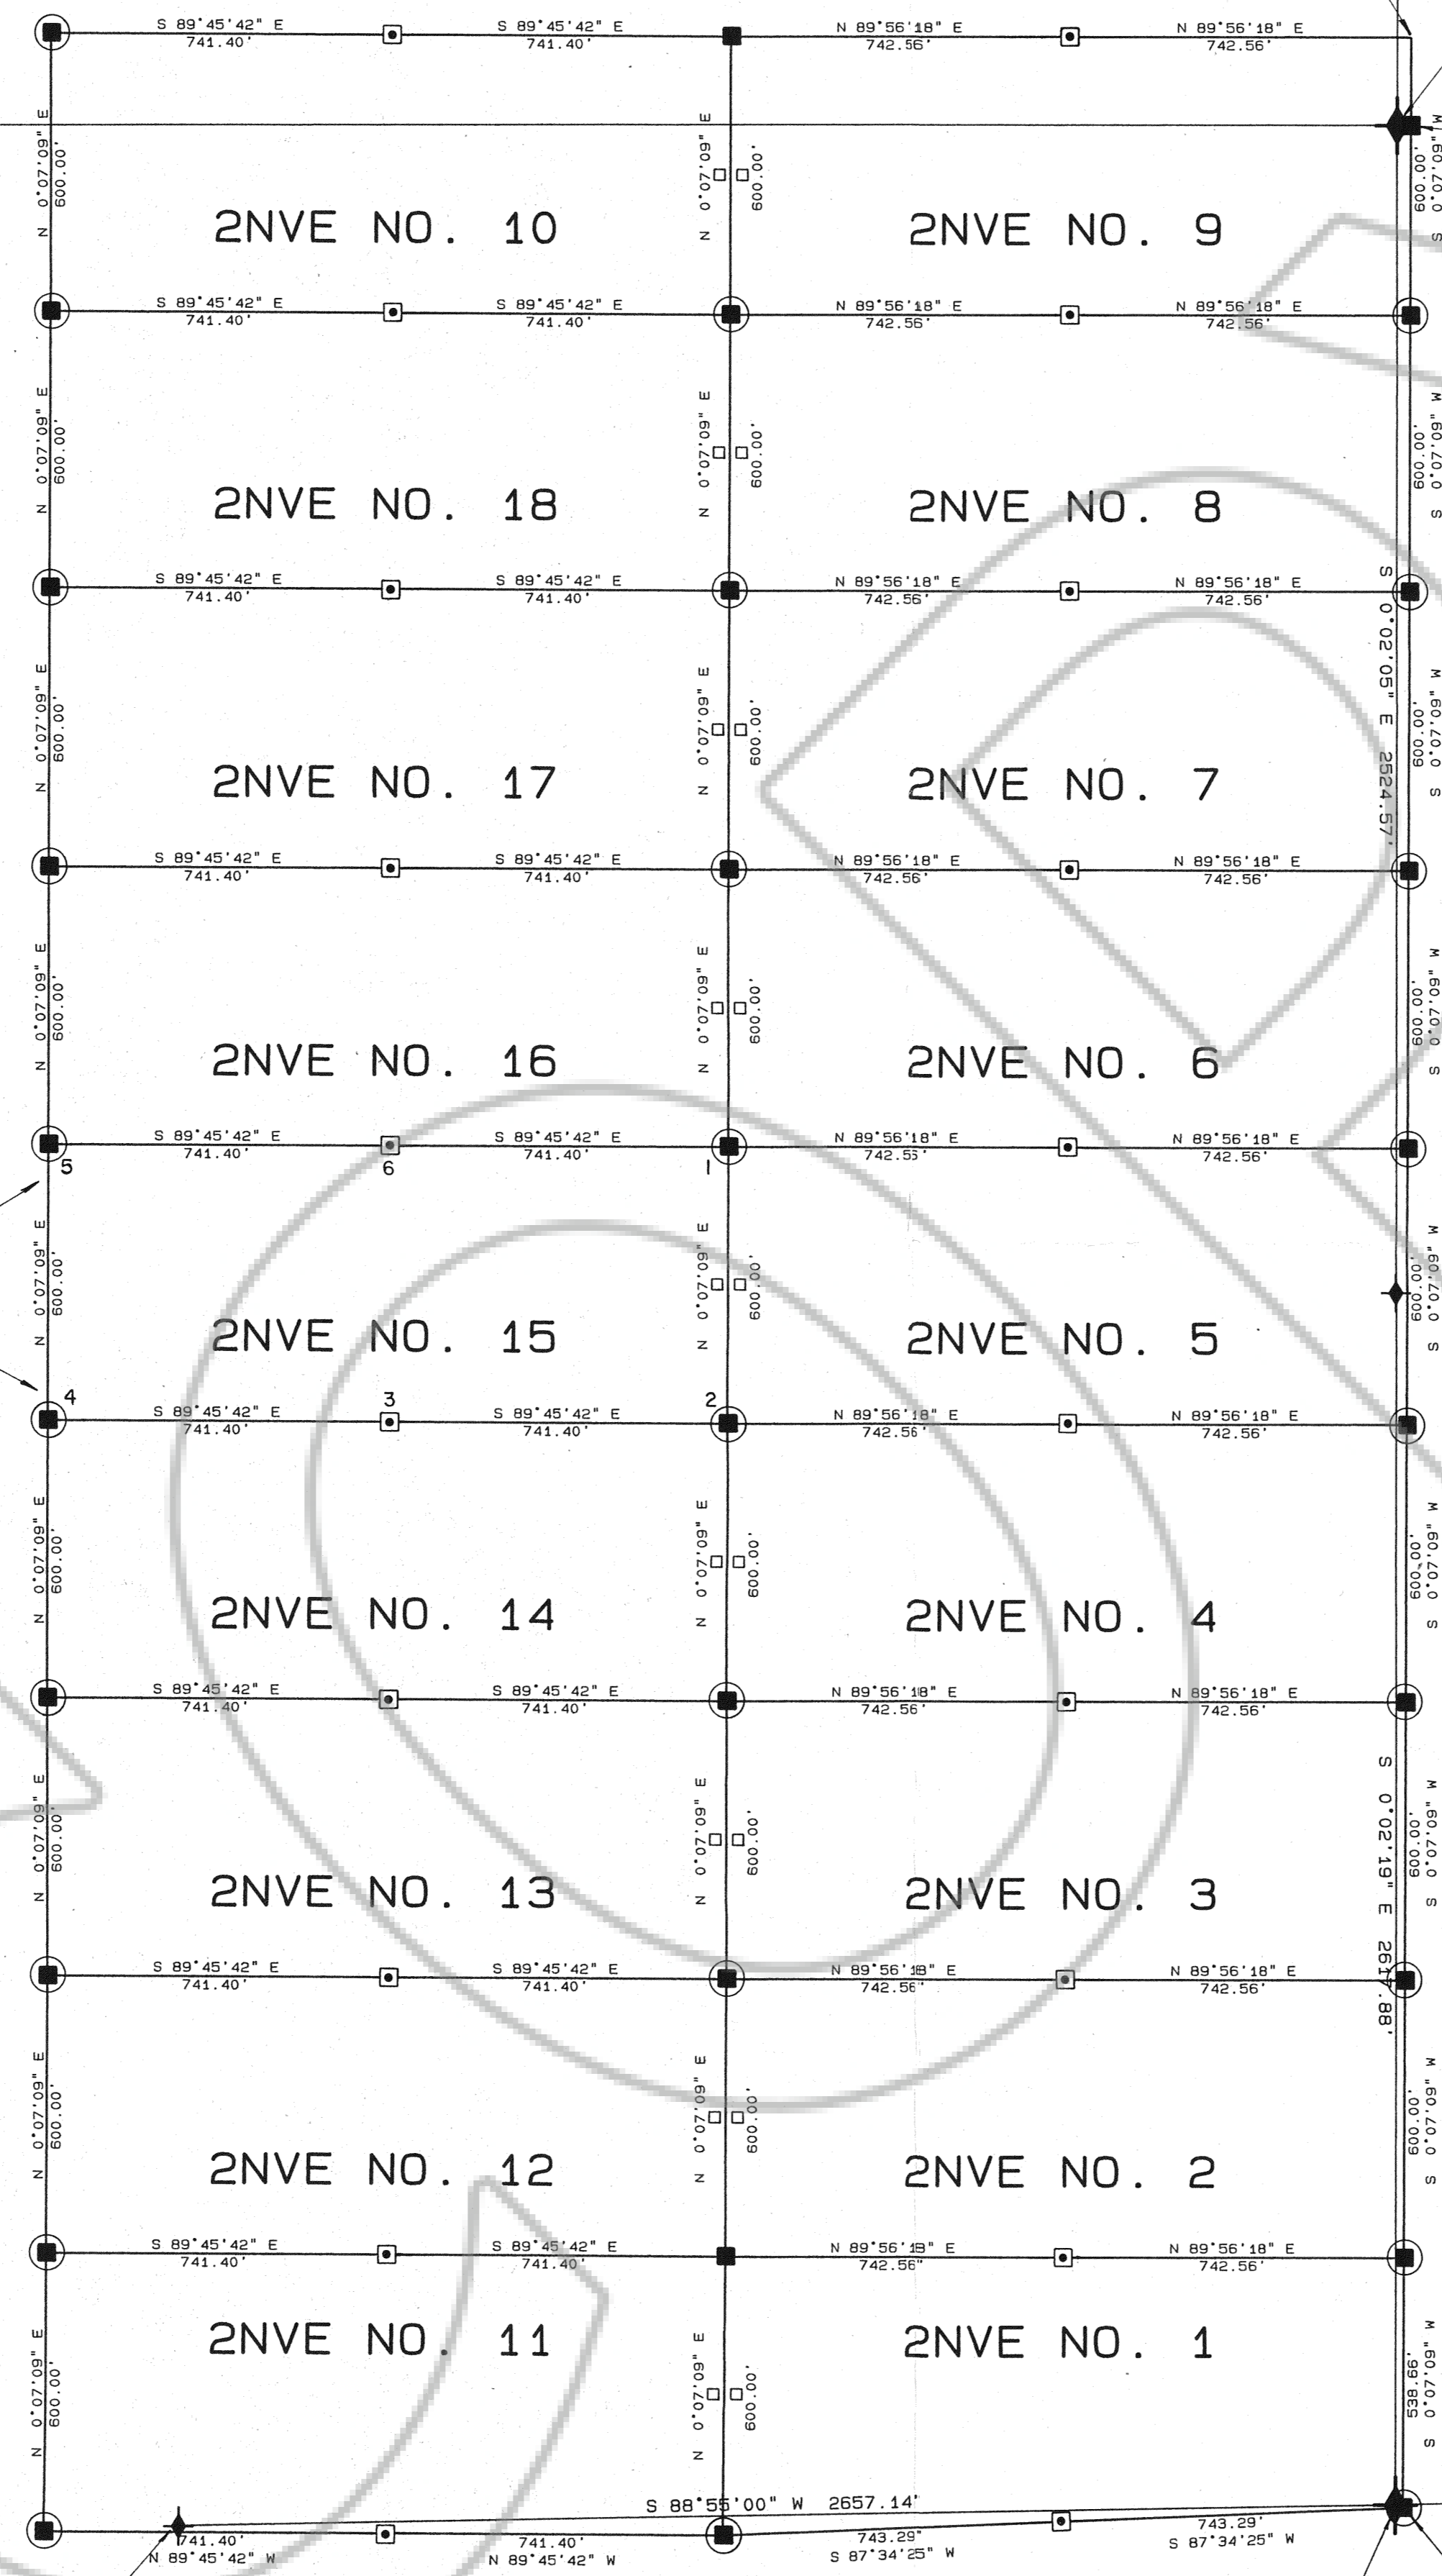 S 89°45'42" E
741.40'
S 89°45'42" E
741.40'
N 89°56'18" E
742.56'
N 89°56'18" E
742.56'
N 0°07'09" E
600.00'
N 0°07'09" E
600.00'
S 0°07'09" W
600.00'
2NVE NO. 10
2NVE NO. 9
S 89°45'42" E
741.40'
S 89°45'42" E
741.40'
N 89°56'18" E
742.56'
N 89°56'18" E
742.56'
N 0°07'09" E
600.00'
N 0°07'09" E
600.00'
S 0°07'09" W
600.00'
2NVE NO. 18
2NVE NO. 8
S 89°45'42" E
741.40'
S 89°45'42" E
741.40'
N 89°56'18" E
742.56'
N 89°56'18" E
742.56'
S 0°02'05" E 2524.57'
N 0°07'09" E
600.00'
N 0°07'09" E
600.00'
S 0°07'09" W
600.00'
2NVE NO. 17
2NVE NO. 7
S 89°45'42" E
741.40'
S 89°45'42" E
741.40'
N 89°56'18" E
742.56'
N 89°56'18" E
742.56'
N 0°07'09" E
600.00'
N 0°07'09" E
600.00'
S 0°07'09" W
600.00'
2NVE NO. 16
2NVE NO. 6
S 89°45'42" E
741.40'
S 89°45'42" E
741.40'
N 89°56'18" E
742.56'
N 89°56'18" E
742.56'
5
6
1
N 0°07'09" E
600.00'
N 0°07'09" E
600.00'
S 0°07'09" W
600.00'
2NVE NO. 15
2NVE NO. 5
4
3
2
S 89°45'42" E
741.40'
S 89°45'42" E
741.40'
N 89°56'18" E
742.56'
N 89°56'18" E
742.56'
N 0°07'09" E
600.00'
N 0°07'09" E
600.00'
S 0°07'09" W
600.00'
2NVE NO. 14
2NVE NO. 4
S 89°45'42" E
741.40'
S 89°45'42" E
741.40'
N 89°56'18" E
742.56'
N 89°56'18" E
742.56'
S 0°02'19" E 2617.88'
N 0°07'09" E
600.00'
N 0°07'09" E
600.00'
S 0°07'09" W
600.00'
2NVE NO. 13
2NVE NO. 3
S 89°45'42" E
741.40'
S 89°45'42" E
741.40'
N 89°56'18" E
742.56'
N 89°56'18" E
742.56'
N 0°07'09" E
600.00'
N 0°07'09" E
600.00'
S 0°07'09" W
600.00'
2NVE NO. 12
2NVE NO. 2
S 89°45'42" E
741.40'
S 89°45'42" E
741.40'
N 89°56'18" E
742.56'
N 89°56'18" E
742.56'
2NVE NO. 11
2NVE NO. 1
N 0°07'09" E
600.00'
N 0°07'09" E
600.00'
S 0°07'09" W
538.99'
S 88°55'00" W 2657.14'
741.40'
N 89°45'42" W
741.40'
N 89°45'42" W
743.29'
S 87°34'25" W
743.29'
S 87°34'25" W